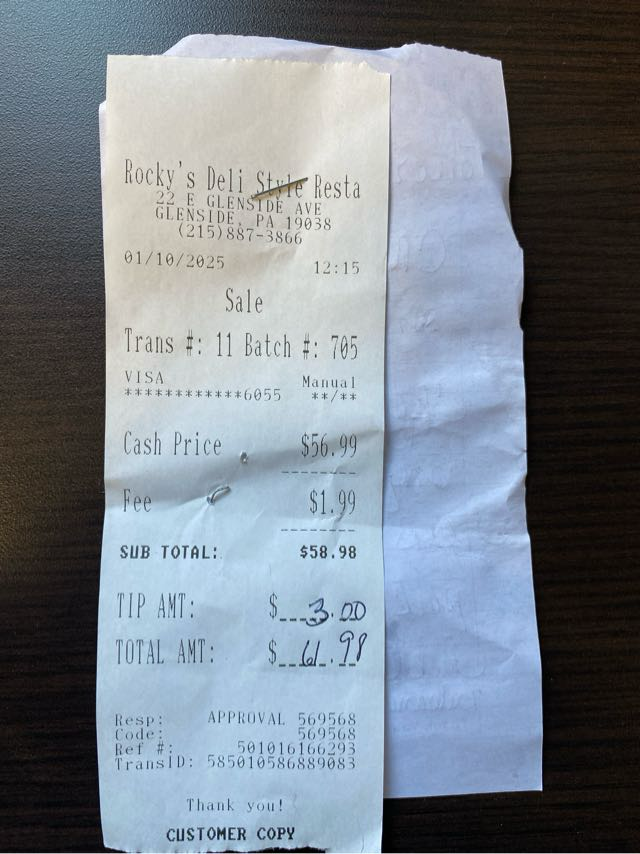 Rocky's Deli Style Resta
22 E GLENSIDE AVE
GLENSIDE, PA 19038
(215)887-3866
01/10/2025 12:15
Sale
Trans #: 11 Batch #: 705
VISA Manual
************6055 **/**
Cash Price $56.99
Fee $1.99
SUB TOTAL: $58.98
TIP AMT: $ 3.00
TOTAL AMT: $ 61.98
Resp: APPROVAL 569568
Code: 569568
Ref #: 501016166293
TransID: 585010586889083
Thank you!
CUSTOMER COPY